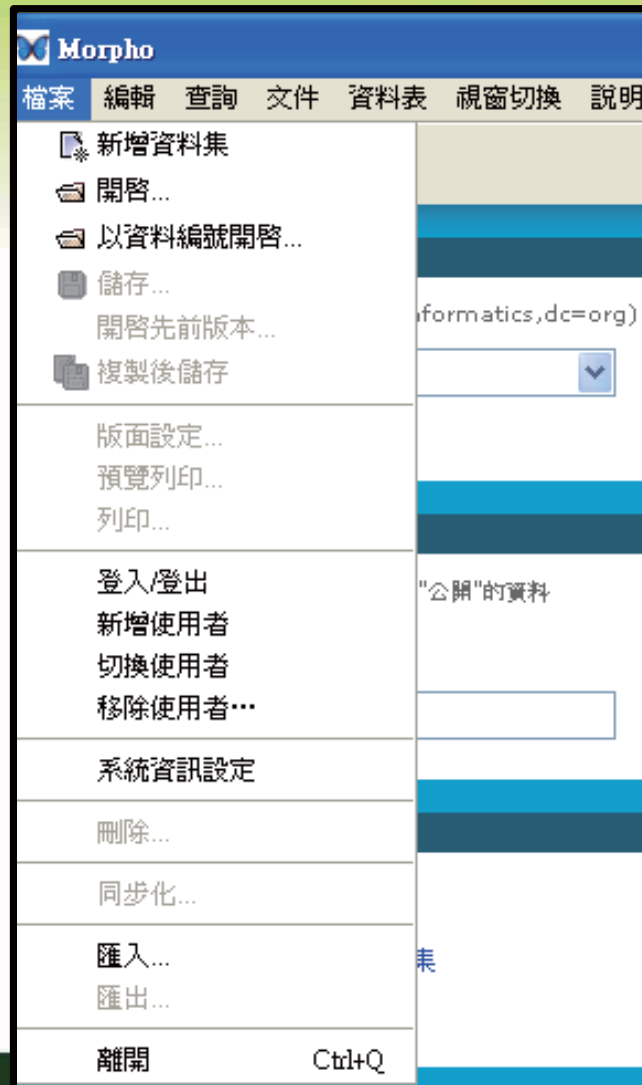 Morpho
檔案 編輯 查詢 文件 資料表 視窗切換 說明
新增資料集
開啓...
以資料編號開啓...
儲存...
nformatics,dc=org)
開啓先前版本...
複製後儲存
版面設定...
預覽列印...
列印...
登入/登出
"公開"的資料
新增使用者
切換使用者
移除使用者…
系統資訊設定
刪除...
同步化...
匯入...
集
匯出...
離開 Ctrl+Q